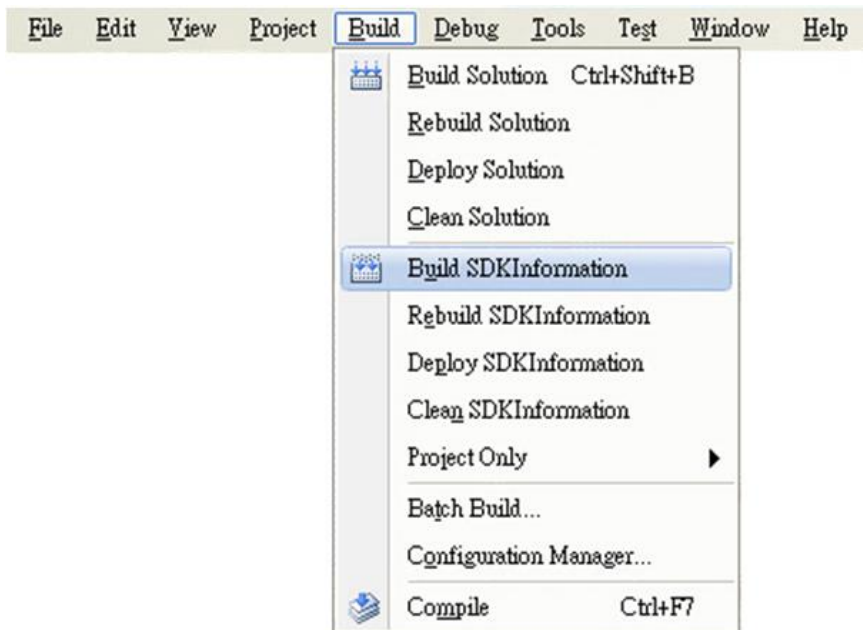 File Edit View Project Build Debug Tools Test Window Help
Build Solution Ctrl+Shift+B
Rebuild Solution
Deploy Solution
Clean Solution
Build SDKInformation
Rebuild SDKInformation
Deploy SDKInformation
Clean SDKInformation
Project Only
Batch Build...
Configuration Manager...
Compile Ctrl+F7